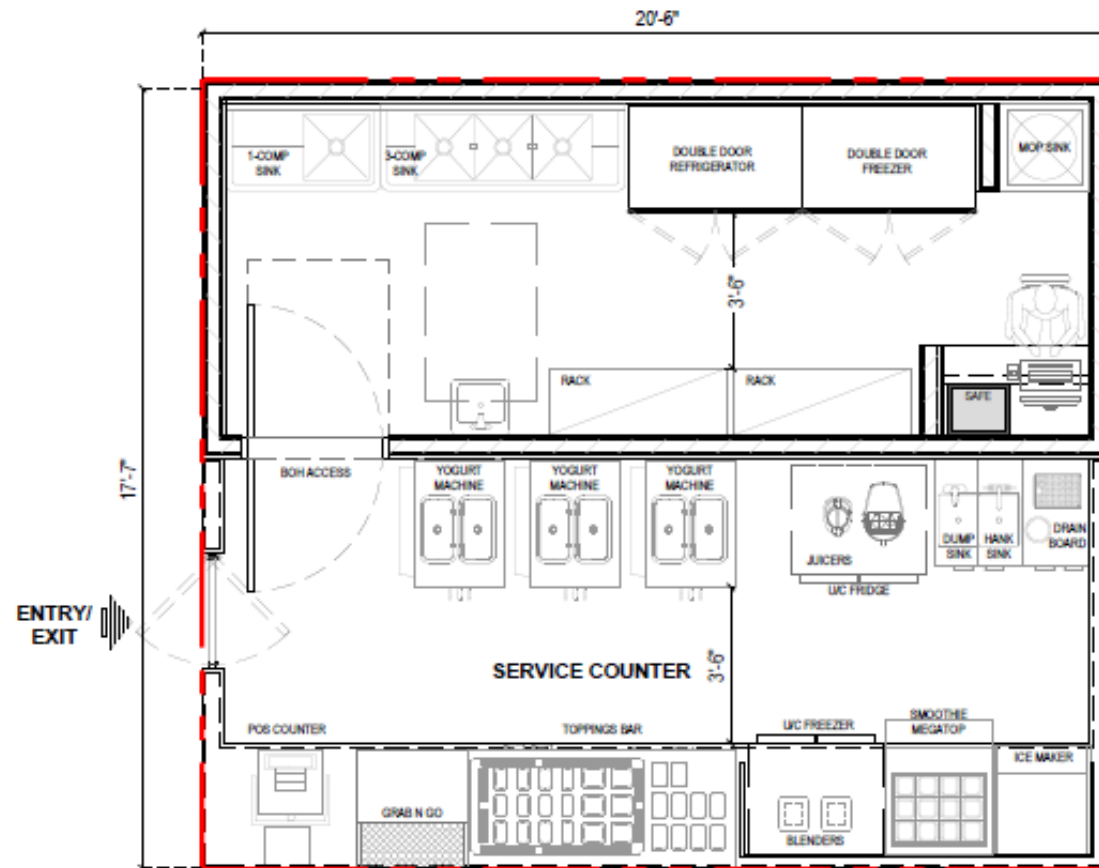 20'-6"
1-COMP
SINK
3-COMP
SINK
DOUBLE DOOR
REFRIGERATOR
DOUBLE DOOR
FREEZER
MOP SINK
3'-6"
RACK
RACK
SAFE
17'-7"
BOH ACCESS
YOGURT
MACHINE
YOGURT
MACHINE
YOGURT
MACHINE
JUICERS
U/C FRIDGE
DUMP
SINK
HANK
SINK
DRAIN
BOARD
ENTRY/
EXIT
SERVICE COUNTER
3'-6"
POS COUNTER
TOPPINGS BAR
U/C FREEZER
SMOOTHIE
MEGATOP
ICE MAKER
GRAB N GO
BLENDERS